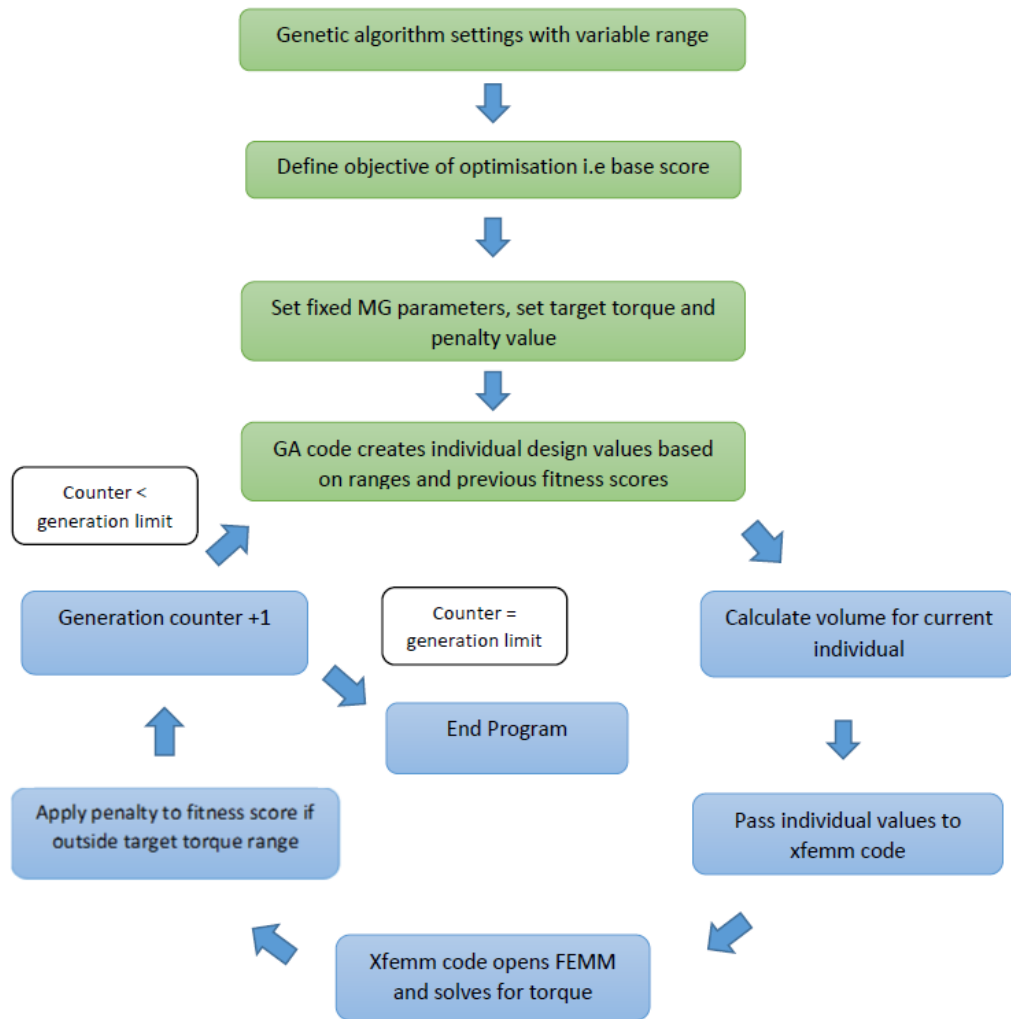 Genetic algorithm settings with variable range
Define objective of optimisation i.e base score
Set fixed MG parameters, set target torque and
penalty value
GA code creates individual design values based
on ranges and previous fitness scores
Counter <
generation limit
Generation counter +1
Counter =
generation limit
Calculate volume for current
individual
End Program
Apply penalty to fitness score if
outside target torque range
Pass individual values to
xfemm code
Xfemm code opens FEMM
and solves for torque